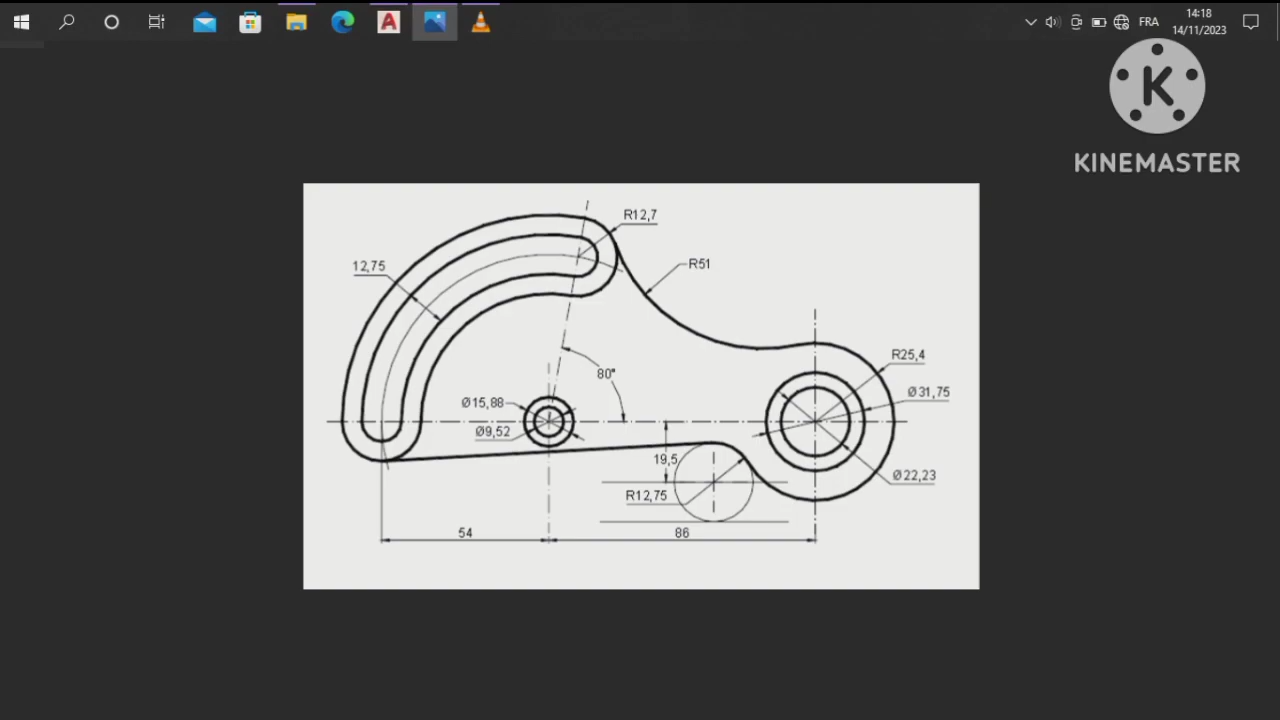 FRA
14:18
14/11/2023
K
KINEMASTER
R12,7
12,75
R51
R25,4
80°
Ø31,75
Ø15,88
Ø9,52
19,5
Ø22,23
R12,75
54
86